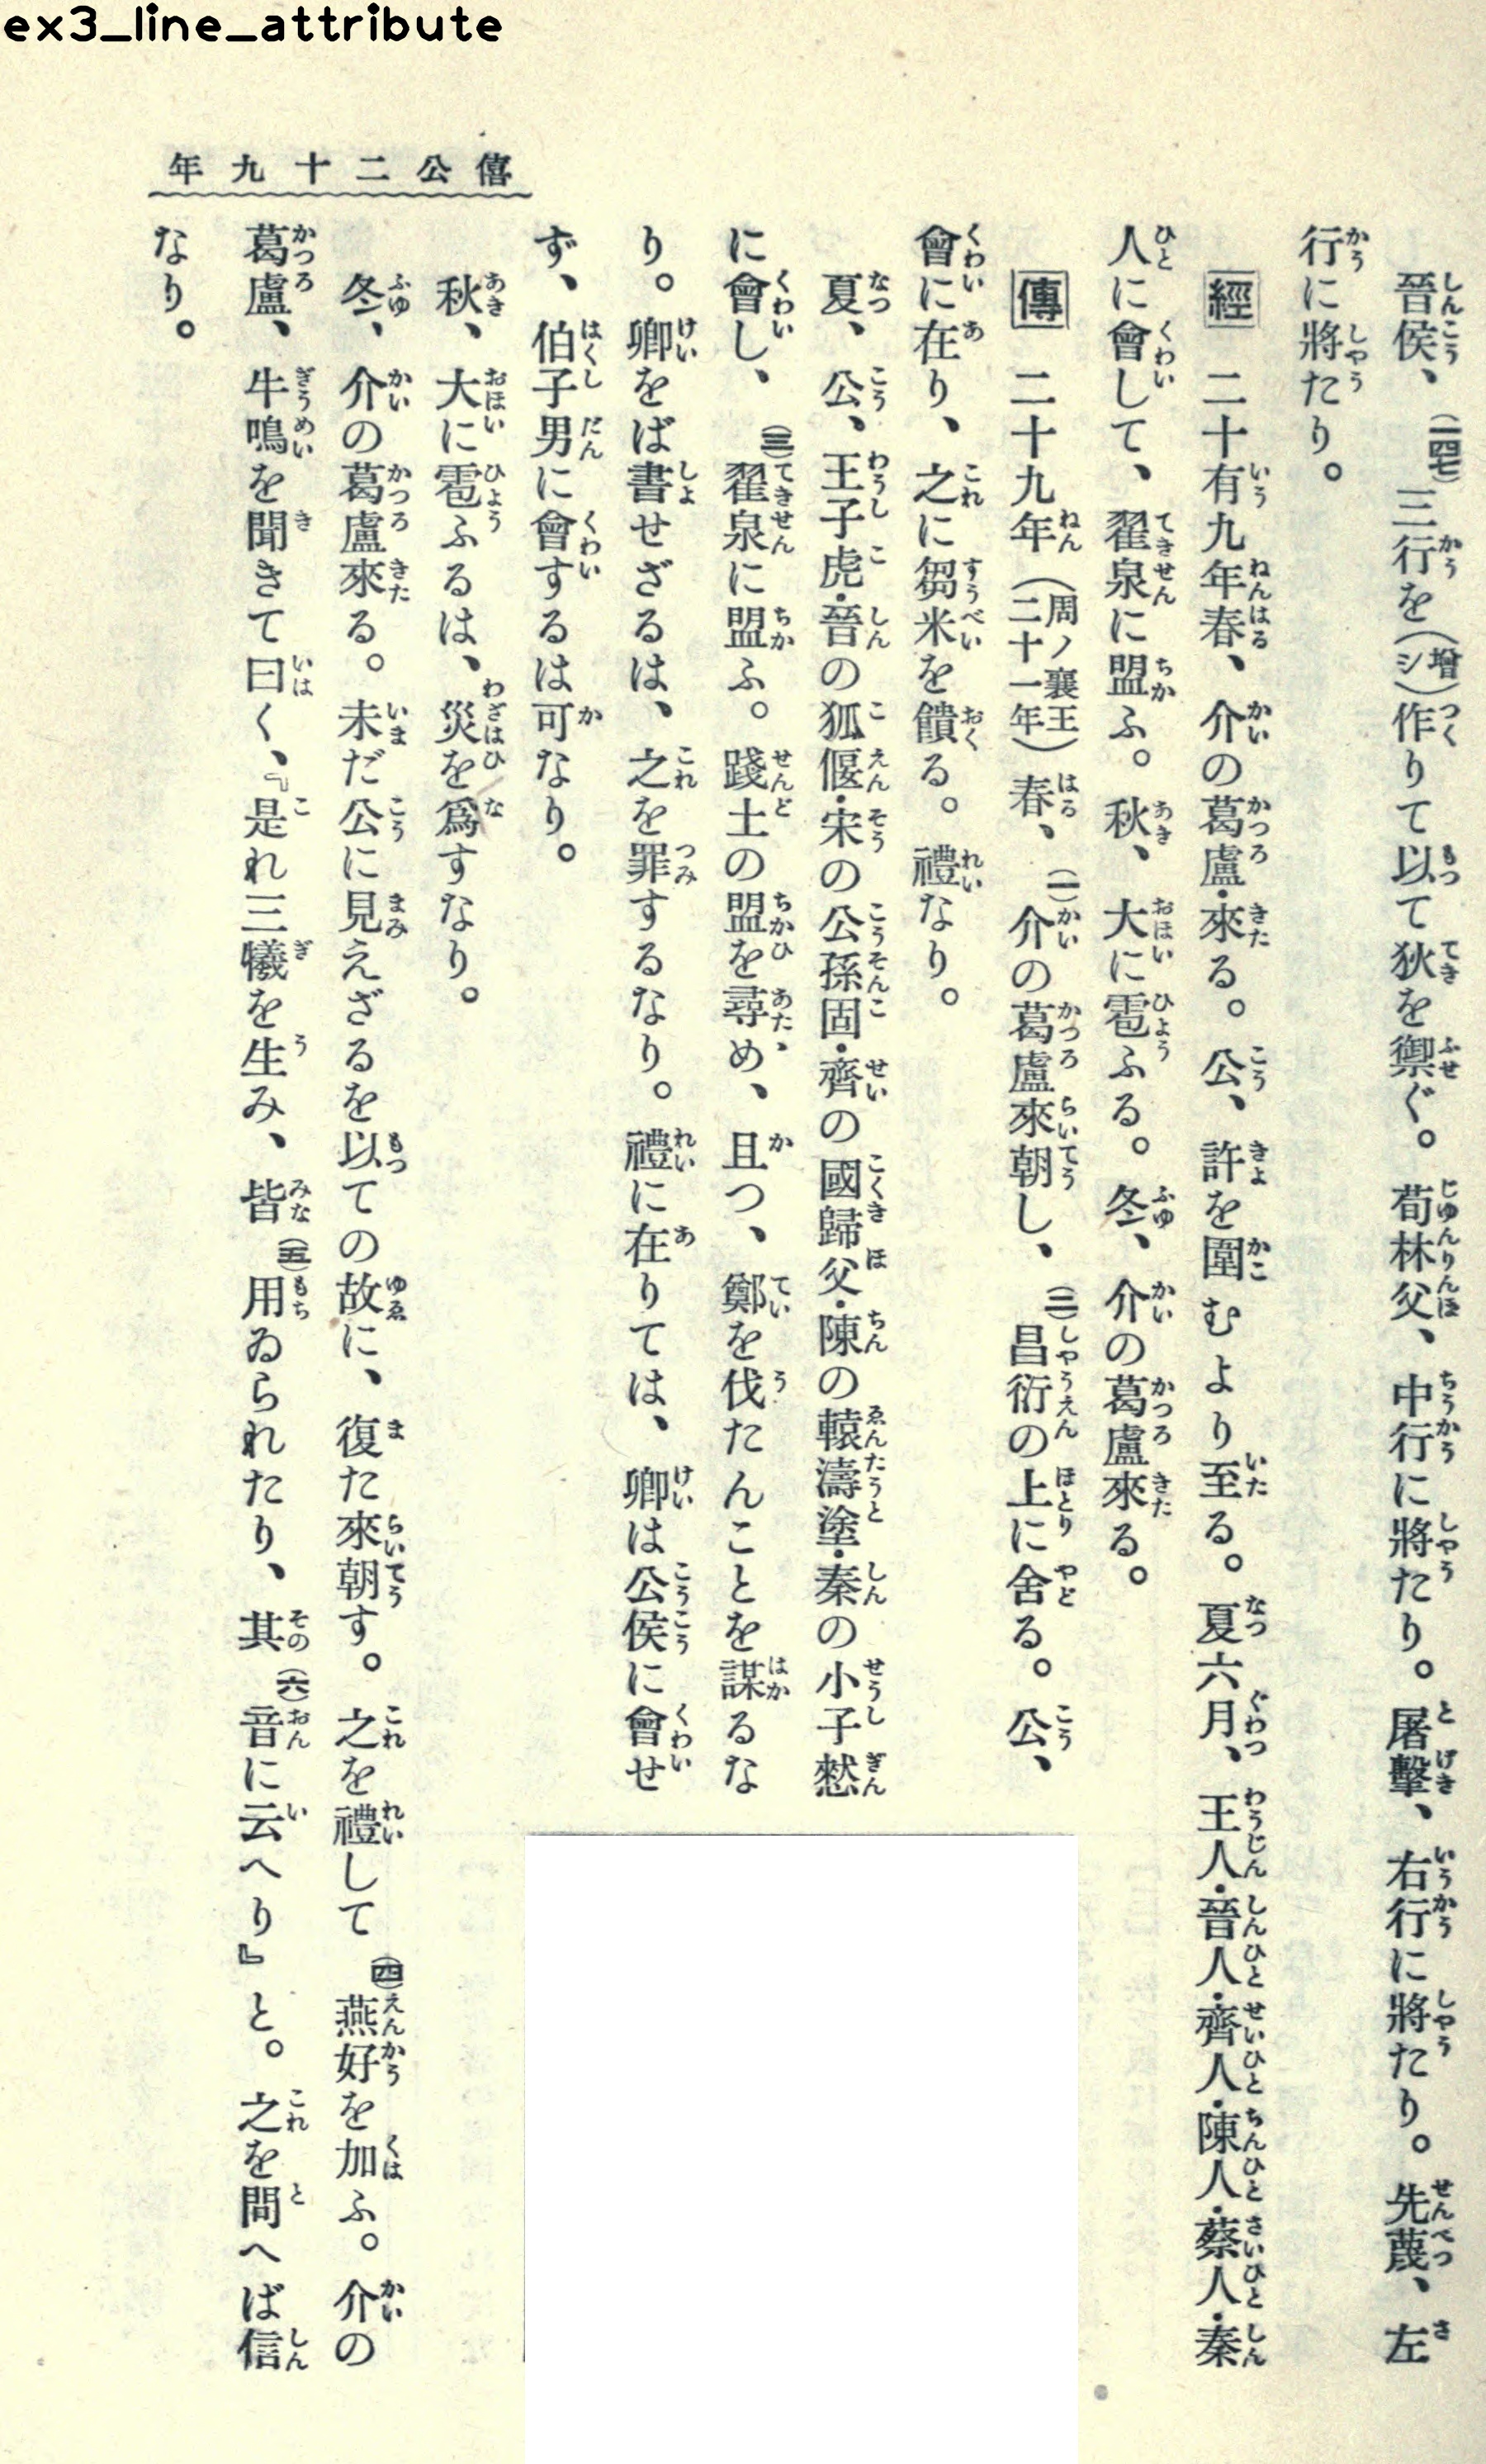 ex3_line_attribute
僖公二十九年
晉侯、(一四七)三行を(增シ)作りて以て狄を禦ぐ。荀林父、中行に將たり。屠擊、右行に將たり。先蔑、左
行に將たり。
經 二十有九年春、介の葛盧・來る。公、許を圍むより至る。夏六月、王人・晉人・齊人・陳人・蔡人・秦
人に會して、翟泉に盟ふ。秋、大に雹ふる。冬、介の葛盧來る。
傳 二十九年(周ノ襄王二十一年)春、(一)介の葛盧來朝し、(二)昌衍の上に舍る。公、
會に在り、之に芻米を饋る。禮なり。
夏、公、王子虎・晉の狐偃・宋の公孫固・齊の國歸父・陳の轅濤塗・秦の小子憖
に會し、(三)翟泉に盟ふ。踐土の盟を尋め、且つ、鄭を伐たんことを謀るな
り。卿をば書せざるは、之を罪するなり。禮に在りては、卿は公侯に會せ
ず、伯子男に會するは可なり。
秋、大に雹ふるは、災を爲すなり。
冬、介の葛盧來る。未だ公に見えざるを以ての故に、復た來朝す。之を禮して(四)燕好を加ふ。介の
葛盧、牛鳴を聞きて曰く、『是れ三犧を生み、皆(五)用ゐられたり、其(六)音に云へり』と。之を問へば信
なり。